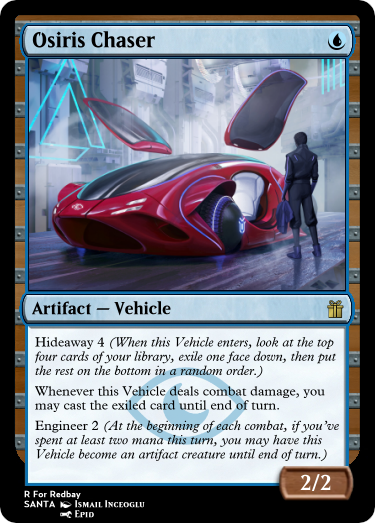 Osiris Chaser
Artifact — Vehicle
Hideaway 4 (When this Vehicle enters, look at the top
four cards of your library, exile one face down, then put
the rest on the bottom in a random order.)
Whenever this Vehicle deals combat damage, you
may cast the exiled card until end of turn.
Engineer 2 (At the beginning of each combat, if you've
spent at least two mana this turn, you may have this
Vehicle become an artifact creature until end of turn.)
2/2
R For Redbay
SANTA Ismail Inceoglu
Epid